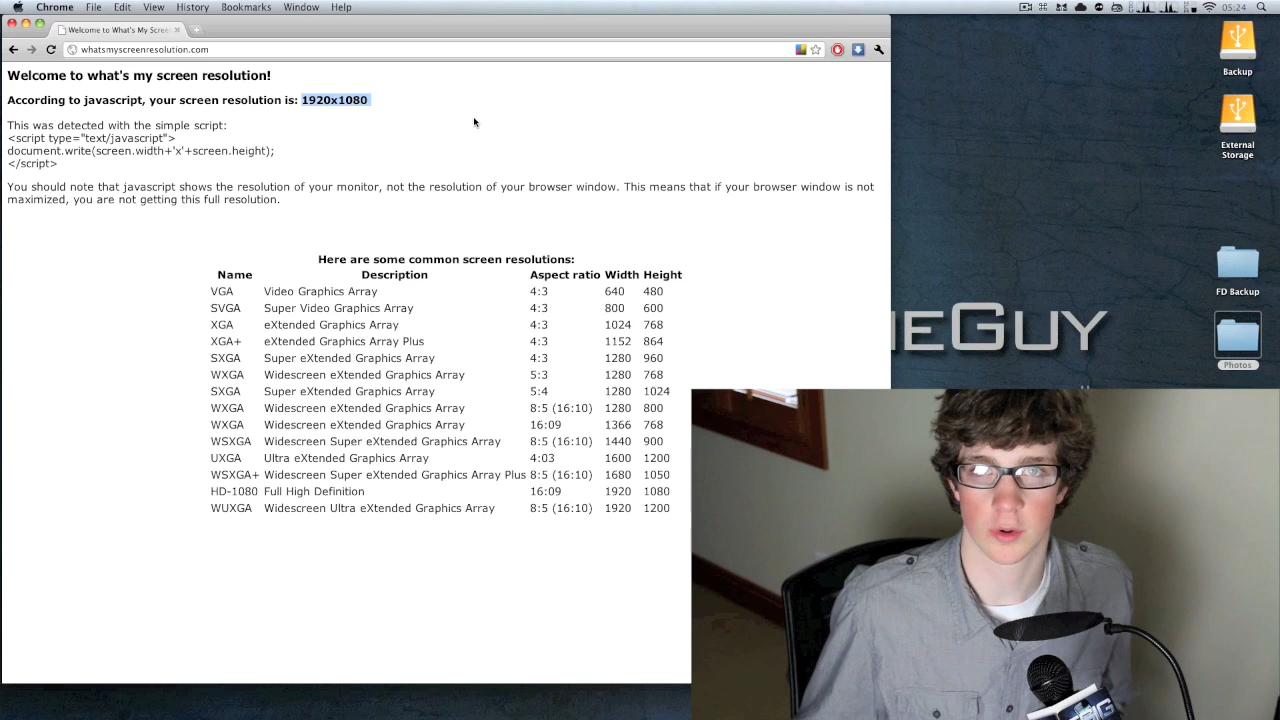 Chrome File Edit View History Bookmarks Window Help 05:24
Welcome to What's My Scree
whatsmyscreenresolution.com
Welcome to what's my screen resolution!
According to javascript, your screen resolution is: 1920x1080
This was detected with the simple script:
<script type="text/javascript">
document.write(screen.width+'x'+screen.height);
</script>
You should note that javascript shows the resolution of your monitor, not the resolution of your browser window. This means that if your browser window is not
maximized, you are not getting this full resolution.
Here are some common screen resolutions:
Name Description Aspect ratio Width Height
VGA Video Graphics Array 4:3 640 480
SVGA Super Video Graphics Array 4:3 800 600
XGA eXtended Graphics Array 4:3 1024 768
XGA+ eXtended Graphics Array Plus 4:3 1152 864
SXGA Super eXtended Graphics Array 4:3 1280 960
WXGA Widescreen eXtended Graphics Array 5:3 1280 768
SXGA Super eXtended Graphics Array 5:4 1280 1024
WXGA Widescreen eXtended Graphics Array 8:5 (16:10) 1280 800
WXGA Widescreen eXtended Graphics Array 16:09 1366 768
WSXGA Widescreen Super eXtended Graphics Array 8:5 (16:10) 1440 900
UXGA Ultra eXtended Graphics Array 4:03 1600 1200
WSXGA+ Widescreen Super eXtended Graphics Array Plus 8:5 (16:10) 1680 1050
HD-1080 Full High Definition 16:09 1920 1080
WUXGA Widescreen Ultra eXtended Graphics Array 8:5 (16:10) 1920 1200
Backup
External
Storage
FD Backup
Photos
eGuy